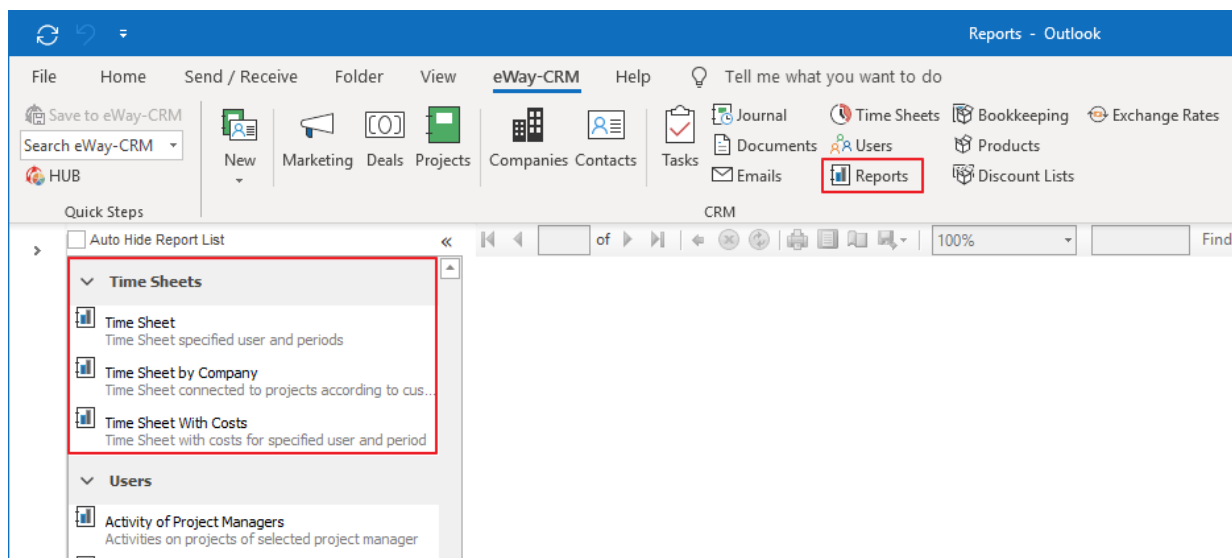 Reports - Outlook
File Home Send / Receive Folder View eWay-CRM Help Tell me what you want to do
Save to eWay-CRM
Search eWay-CRM
HUB
Quick Steps
New Marketing Deals Projects Companies Contacts Tasks
Journal Time Sheets Bookkeeping Exchange Rates
Documents Users Products
Emails Reports Discount Lists
CRM
Auto Hide Report List
of 100% Find
Time Sheets
Time Sheet
Time Sheet specified user and periods
Time Sheet by Company
Time Sheet connected to projects according to cus...
Time Sheet With Costs
Time Sheet with costs for specified user and period
Users
Activity of Project Managers
Activities on projects of selected project manager